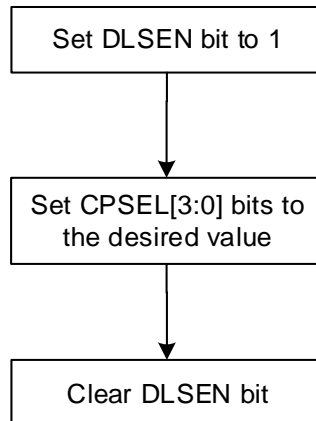 Set DLSEN bit to 1
Set CPSEL[3:0] bits to
the desired value
Clear DLSEN bit